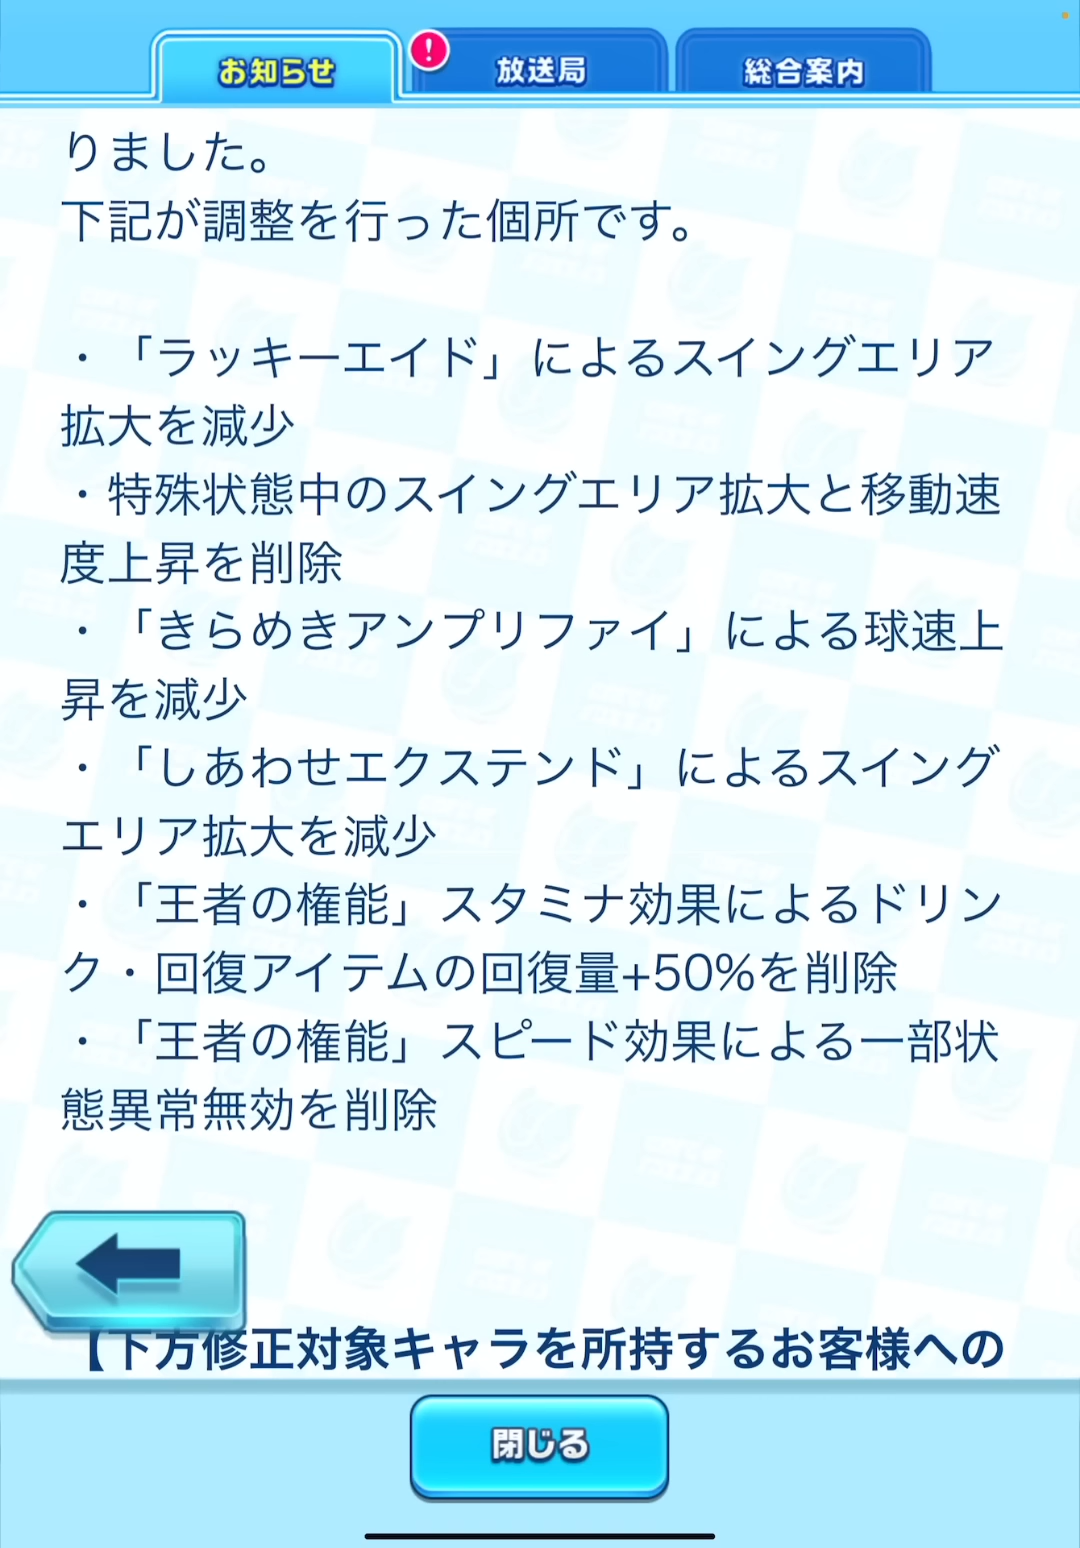 お知らせ
!
放送局
総合案内
りました。
下記が調整を行った個所です。
・「ラッキーエイド」によるスイングエリア
拡大を減少
・特殊状態中のスイングエリア拡大と移動速
度上昇を削除
・「きらめきアンプリファイ」による球速上
昇を減少
・「しあわせエクステンド」によるスイング
エリア拡大を減少
・「王者の権能」スタミナ効果によるドリン
ク・回復アイテムの回復量+50%を削除
・「王者の権能」スピード効果による一部状
態異常無効を削除
【下方修正対象キャラを所持するお客様への
閉じる